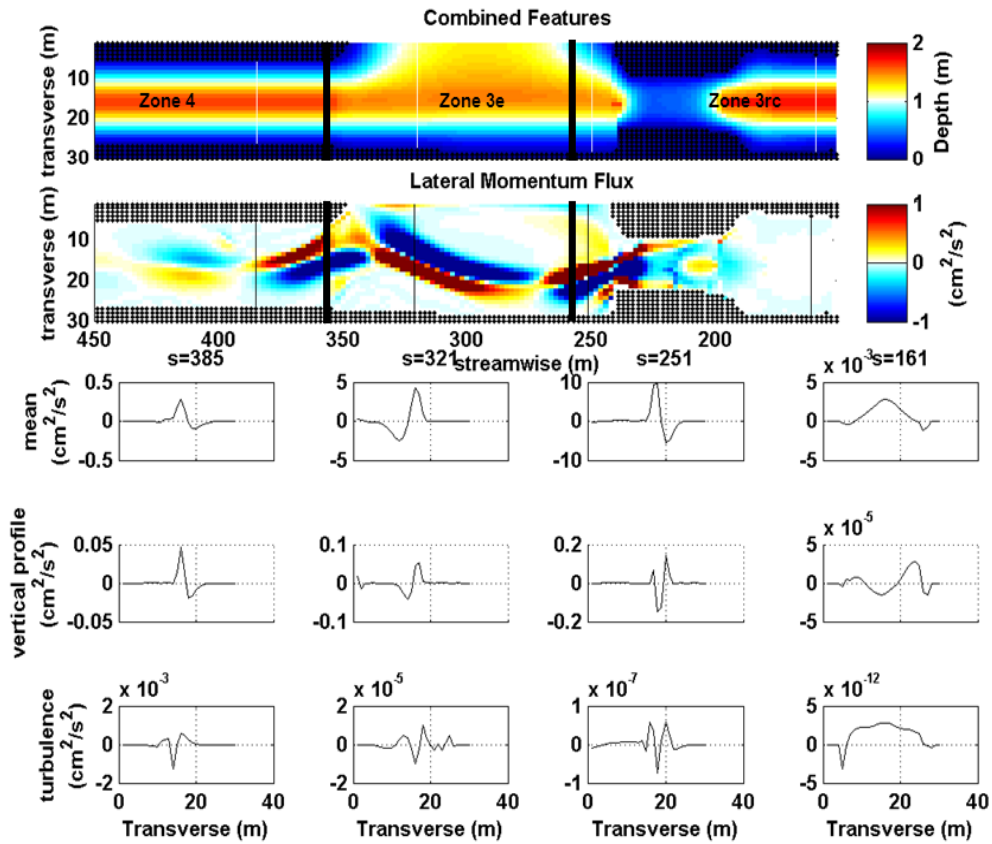 Combined Features
transverse (m)
10
20
30
Zone 4
Zone 3e
Zone 3rc
2
1
0
Depth (m)
Lateral Momentum Flux
transverse (m)
10
20
30
450
400
350
300
250
200
streamwise (m)
1
0
-1
(cm²/s²)
s=385
s=321
s=251
x 10⁻³
s=161
mean
(cm²/s²)
0.5
0
-0.5
5
0
-5
10
0
-10
5
0
-5
vertical profile
(cm²/s²)
0.05
0
-0.05
0.1
0
-0.1
0.2
0
-0.2
x 10⁻⁵
5
0
-5
turbulence
(cm²/s²)
x 10⁻³
2
0
-2
x 10⁻⁵
2
0
-2
x 10⁻⁷
1
0
-1
x 10⁻¹²
5
0
-5
0 20 40
0 20 40
0 20 40
0 20 40
Transverse (m)
Transverse (m)
Transverse (m)
Transverse (m)